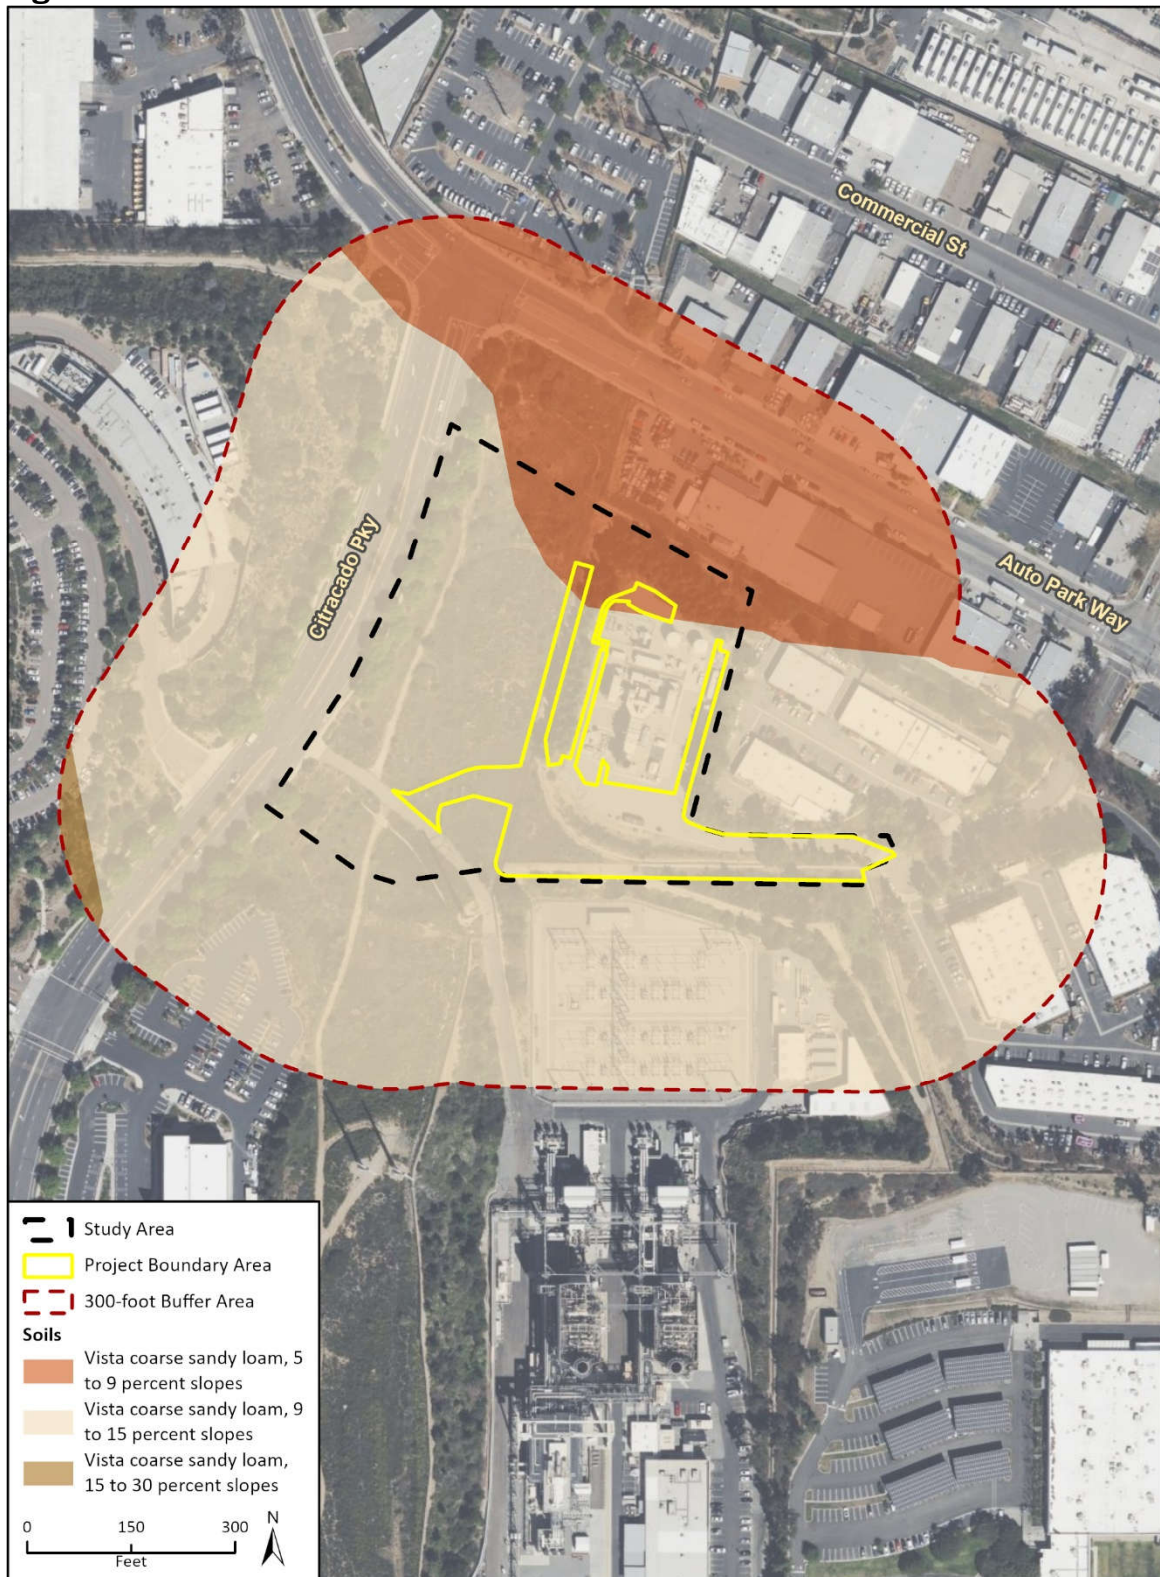 Commercial St
Citracado Pky
Auto Park Way
Study Area
Project Boundary Area
300-foot Buffer Area
Soils
Vista coarse sandy loam, 5
to 9 percent slopes
Vista coarse sandy loam, 9
to 15 percent slopes
Vista coarse sandy loam,
15 to 30 percent slopes
N
0 150 300
Feet